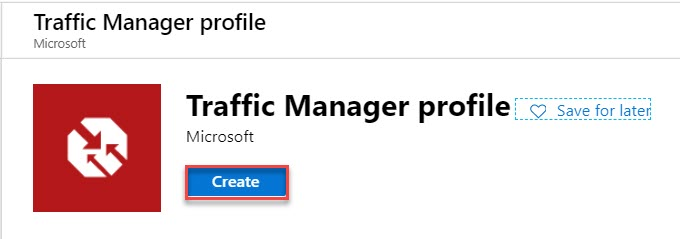 Traffic Manager profile
Microsoft
Traffic Manager profile
Save for later
Microsoft
Create